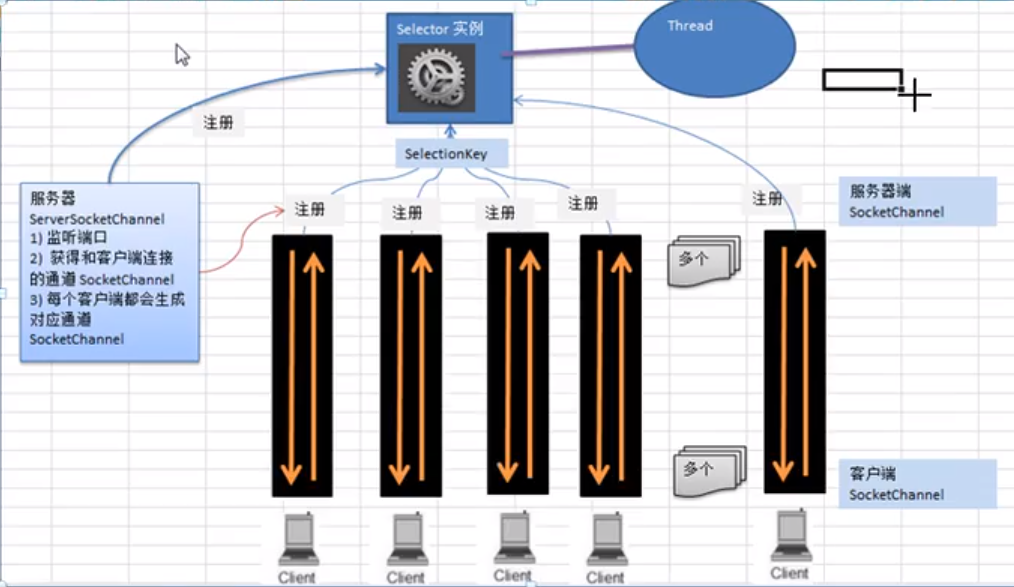 Selector 实例
Thread
注册
SelectionKey
服务器
ServerSocketChannel
1) 监听端口
2) 获得和客户端连接
的通道 SocketChannel
3) 每个客户端都会生成
对应通道
SocketChannel
注册
注册
注册
注册
注册
服务器端
SocketChannel
多个
多个
客户端
SocketChannel
Client
Client
Client
Client
Client